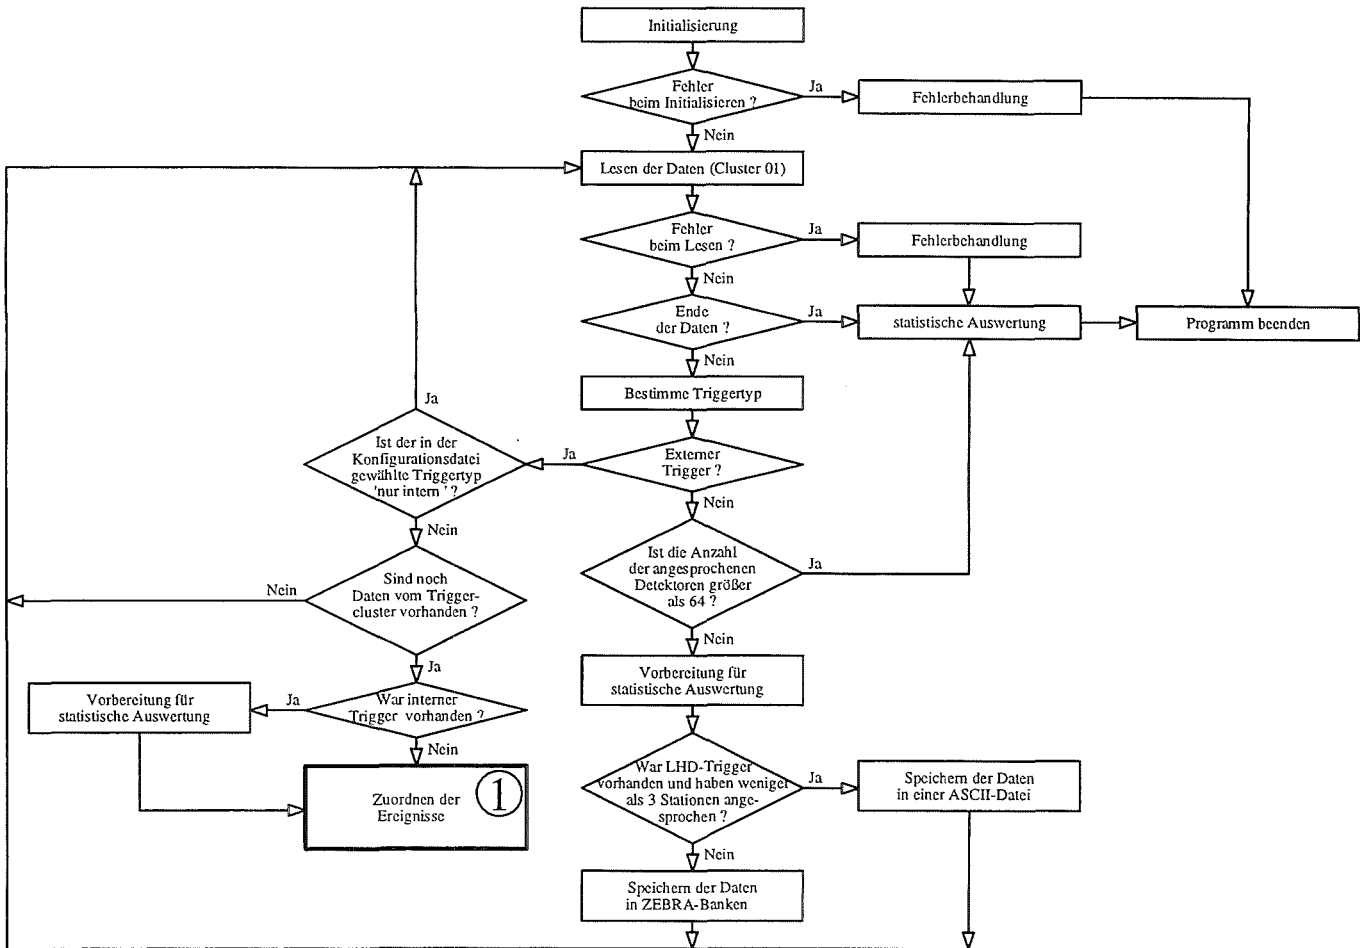 Initialisierung
Fehler
beim Initialisieren ?
Ja
Fehlerbehandlung
Nein
Lesen der Daten (Cluster 01)
Fehler
beim Lesen ?
Ja
Fehlerbehandlung
Nein
Ende
der Daten ?
Ja
statistische Auswertung
Programm beenden
Nein
Bestimme Triggertyp
Externer
Trigger ?
Ja
Ist der in der
Konfigurationsdatei
gewählte Triggertyp
'nur intern' ?
Ja
Nein
Sind noch
Daten vom Trigger-
cluster vorhanden ?
Nein
Ja
War interner
Trigger vorhanden ?
Ja
Vorbereitung für
statistische Auswertung
Nein
Zuordnen der
Ereignisse
1
Nein
Ist die Anzahl
der angesprochenen
Detektoren größer
als 64 ?
Ja
Nein
Vorbereitung für
statistische Auswertung
War LHD-Trigger
vorhanden und haben weniger
als 3 Stationen ange-
sprochen ?
Ja
Speichern der Daten
in einer ASCII-Datei
Nein
Speichern der Daten
in ZEBRA-Banken